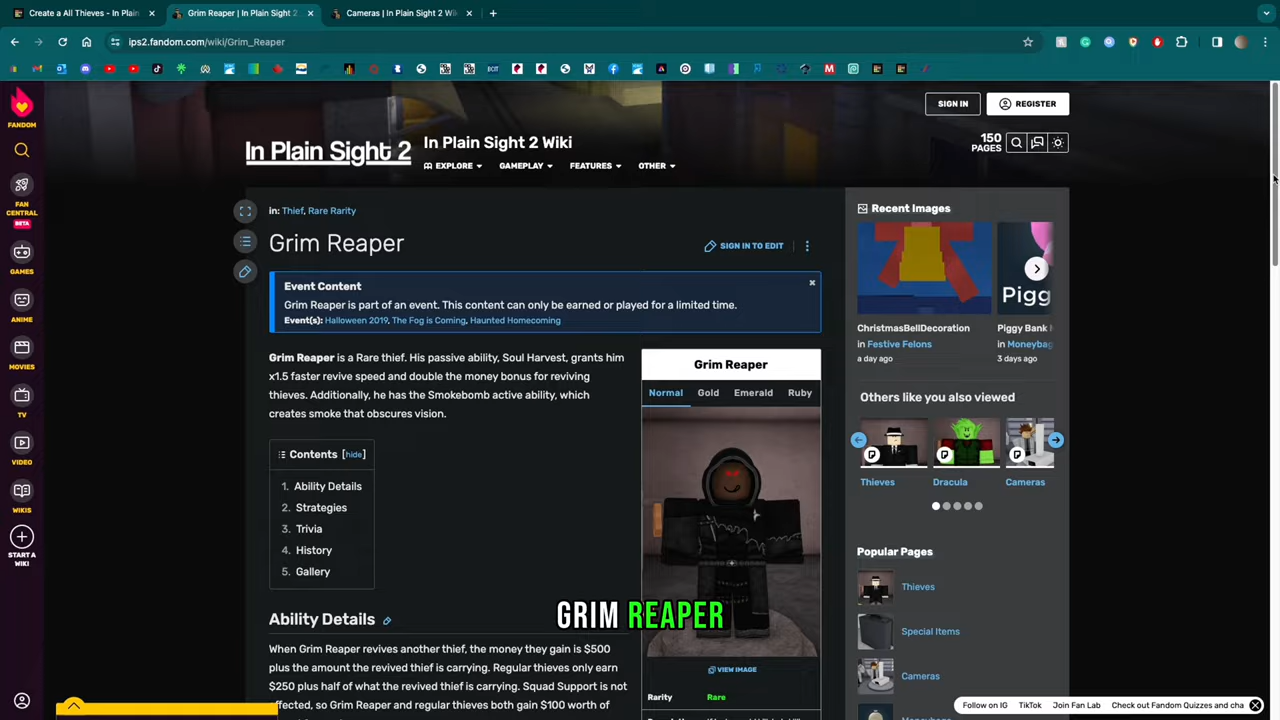 Create a All Thieves - In Plain
Grim Reaper | In Plain Sight 2
Cameras | In Plain Sight 2 Wi
ips2.fandom.com/wiki/Grim_Reaper
FANDOM
FAN CENTRAL
BETA
GAMES
ANIME
MOVIES
TV
VIDEO
WIKIS
START A WIKI
SIGN IN
REGISTER
In Plain Sight 2
In Plain Sight 2 Wiki
EXPLORE
GAMEPLAY
FEATURES
OTHER
150
PAGES
in: Thief, Rare Rarity
Grim Reaper
SIGN IN TO EDIT
Event Content
Grim Reaper is part of an event. This content can only be earned or played for a limited time.
Event(s): Halloween 2019, The Fog is Coming, Haunted Homecoming
Grim Reaper is a Rare thief. His passive ability, Soul Harvest, grants him
x1.5 faster revive speed and double the money bonus for reviving
thieves. Additionally, he has the Smokebomb active ability, which
creates smoke that obscures vision.
Contents [hide]
1. Ability Details
2. Strategies
3. Trivia
4. History
5. Gallery
Ability Details
When Grim Reaper revives another thief, the money they gain is $500
plus the amount the revived thief is carrying. Regular thieves only earn
$250 plus half of what the revived thief is carrying. Squad Support is not
affected, so Grim Reaper and regular thieves both gain $100 worth of
Grim Reaper
Normal Gold Emerald Ruby
VIEW IMAGE
Rarity Rare
GRIM REAPER
Recent Images
Pigg
ChristmasBellDecoration
in Festive Felons
a day ago
Piggy Bank
in Moneybag
3 days ago
Others like you also viewed
Thieves
Dracula
Cameras
Popular Pages
Thieves
Special Items
Cameras
Follow on IG TikTok Join Fan Lab Check out Fandom Quizzes and cha